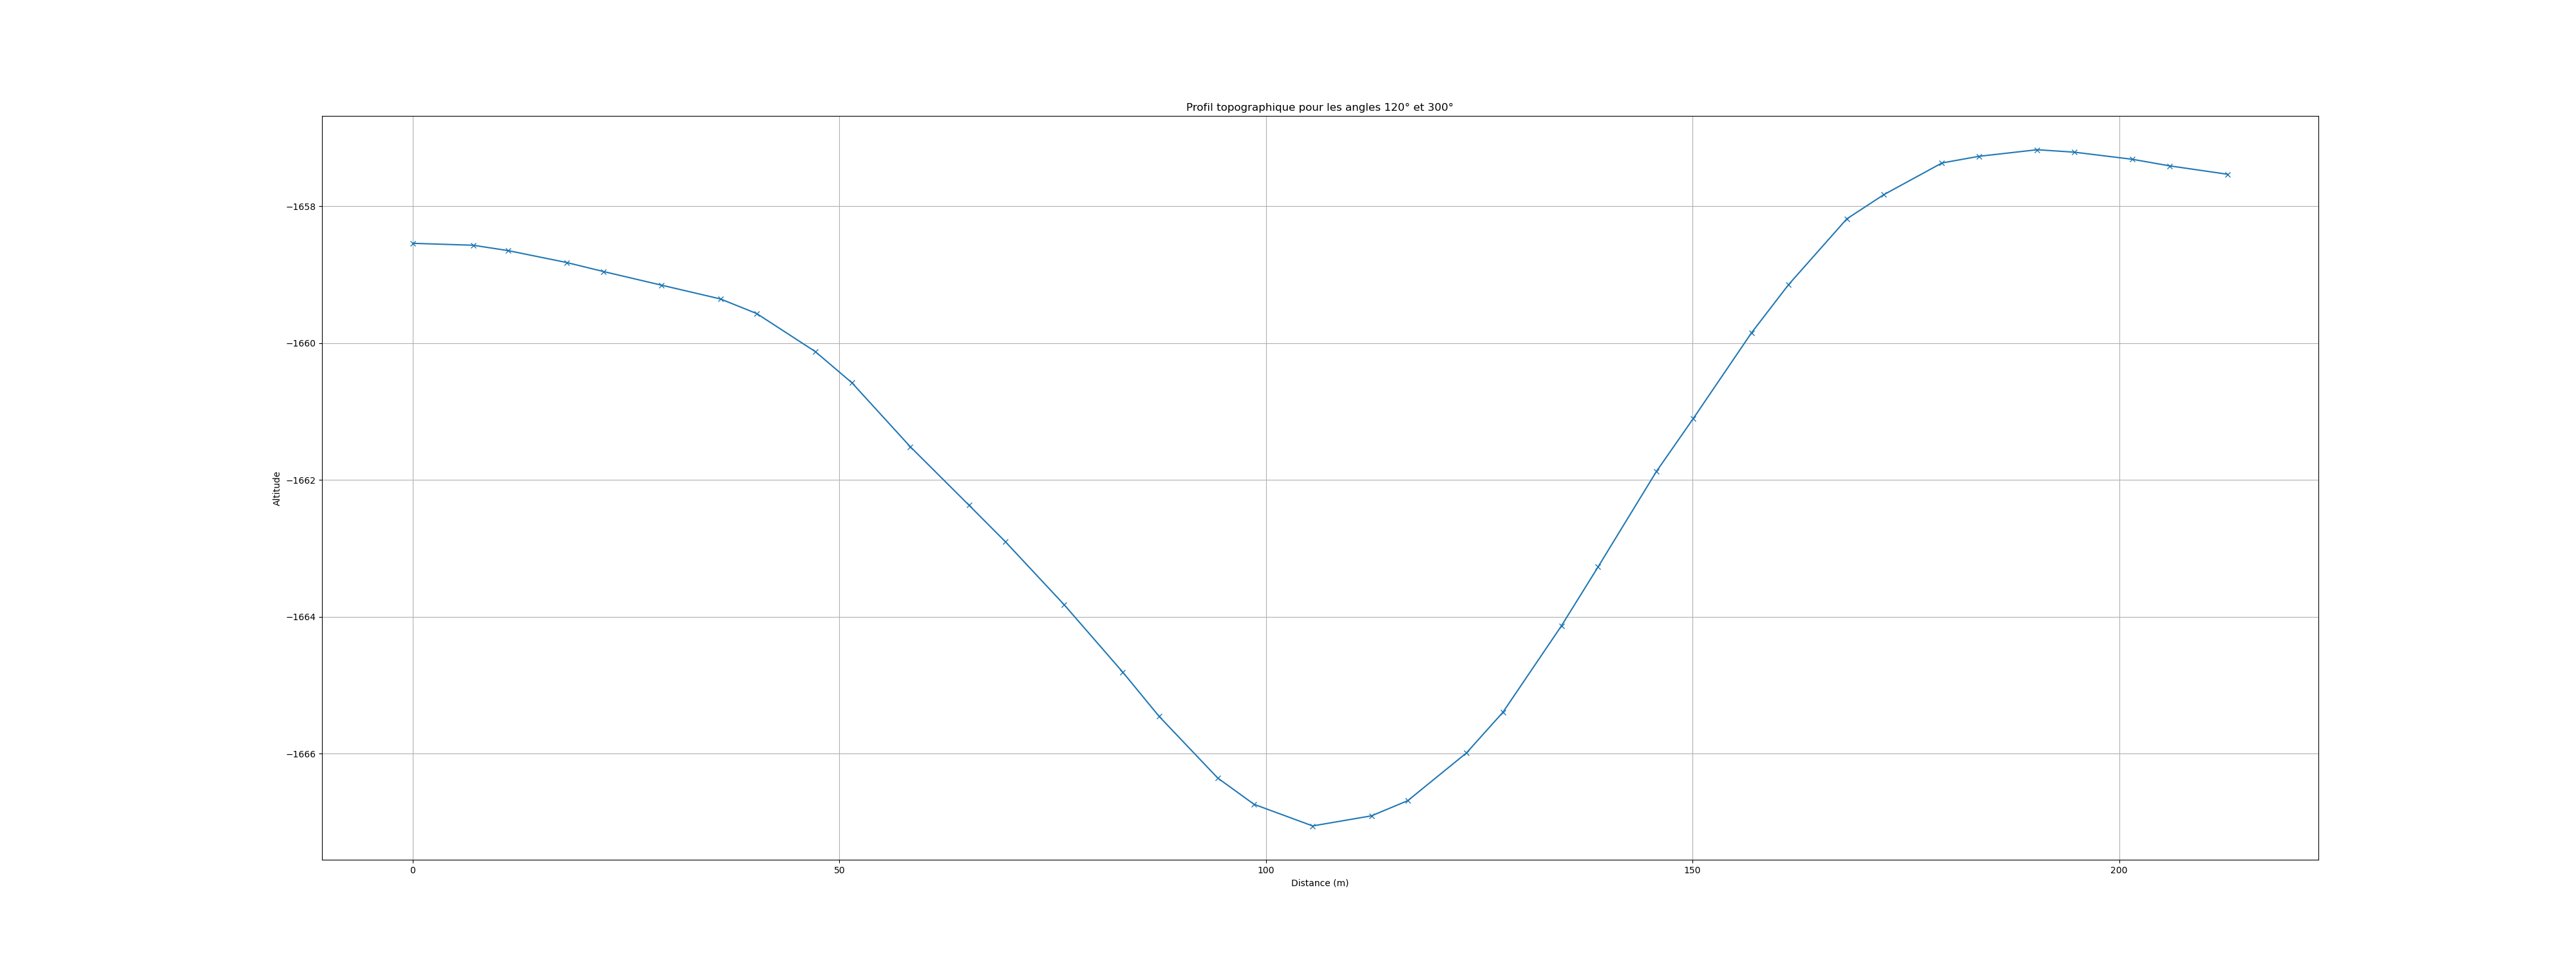 Profil topographique pour les angles 120° et 300°
−1658
−1660
−1662
−1664
−1666
Altitude
0 50 100 150 200
Distance (m)